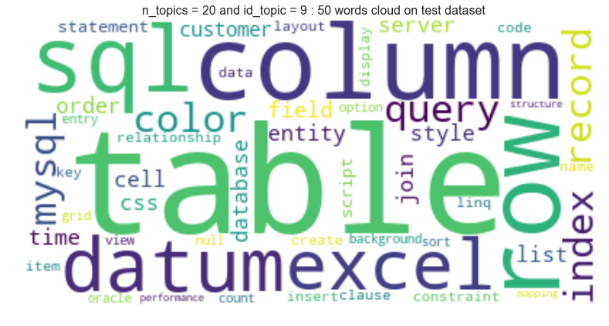 n_topics = 20 and id_topic = 9 : 50 words cloud on test dataset
statement customer layout server code
sql data column display
order color field option query structure record
entry relationship entity style
mysql table row
key cell css database script join linq name index
grid
time view null create background sort list
item datum excel
oracle performance count insert clause constraint mapping